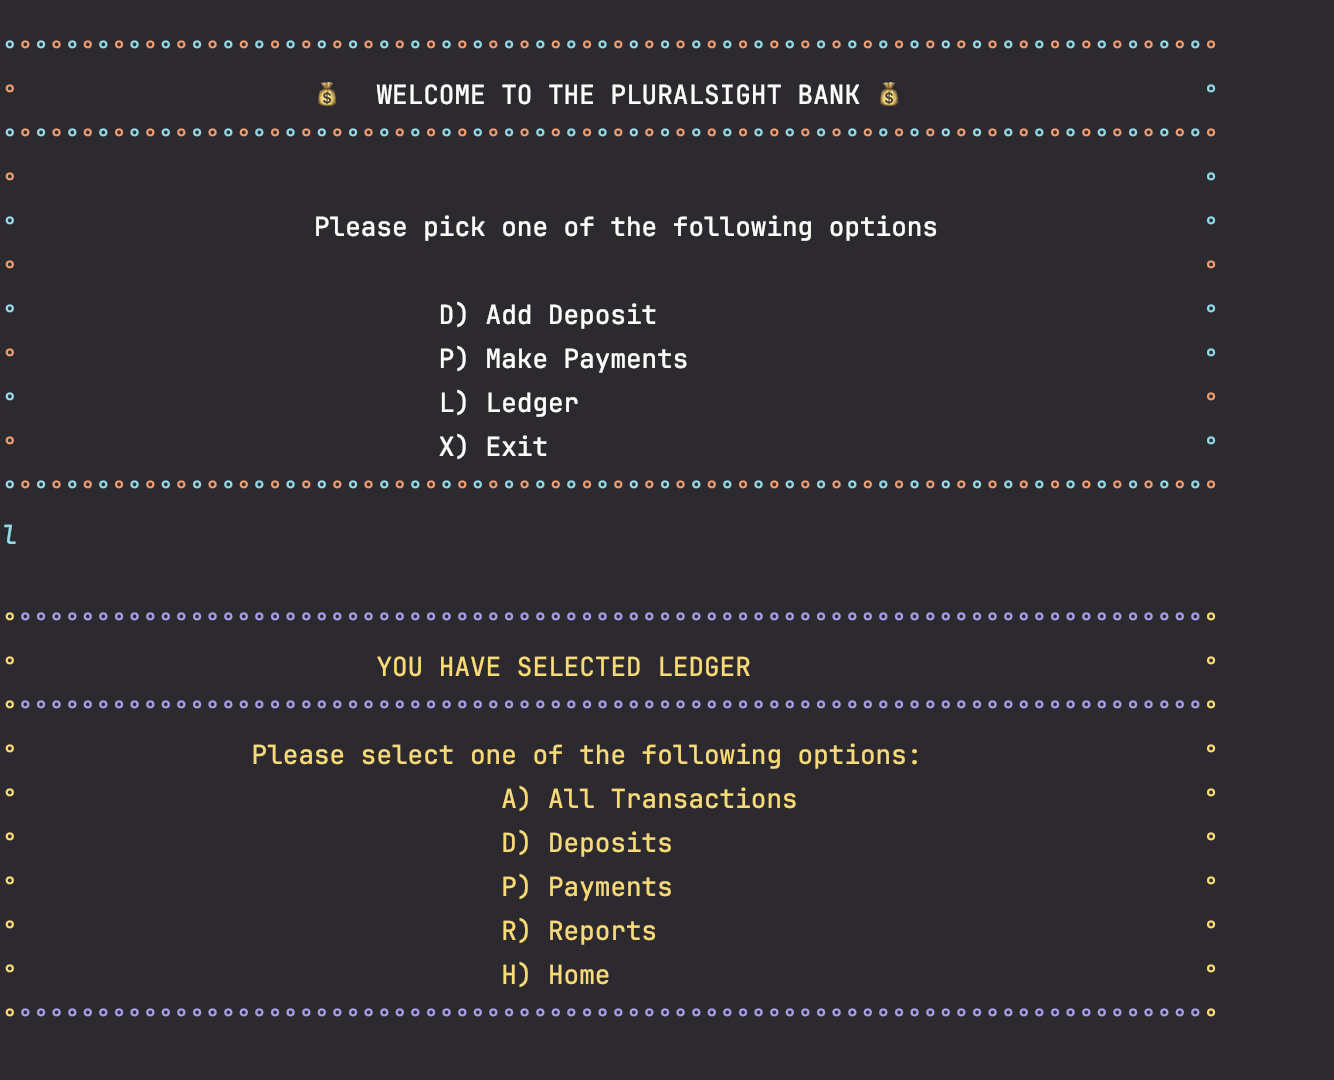 💰 WELCOME TO THE PLURALSIGHT BANK 💰
Please pick one of the following options
D) Add Deposit
P) Make Payments
L) Ledger
X) Exit
l
YOU HAVE SELECTED LEDGER
Please select one of the following options:
A) All Transactions
D) Deposits
P) Payments
R) Reports
H) Home